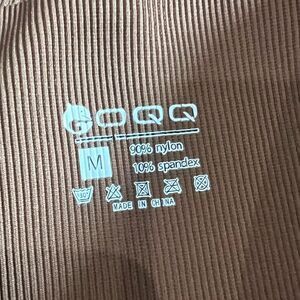 OQQ
M
90% nylon
10% spandex
MADE IN CHINA